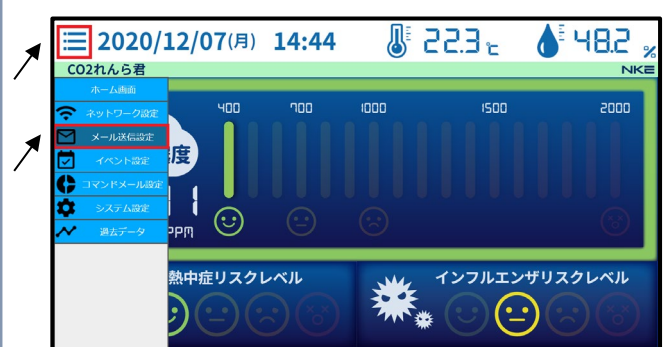 2020/12/07(月) 14:44 22.3℃ 48.2 %
CO2れんら君 NKE
ホーム画面
ネットワーク設定
メール送信設定
イベント設定
コマンドメール設定
システム設定
過去データ
400 700 1000 1500 2000
度
PPM
熱中症リスクレベル インフルエンザリスクレベル